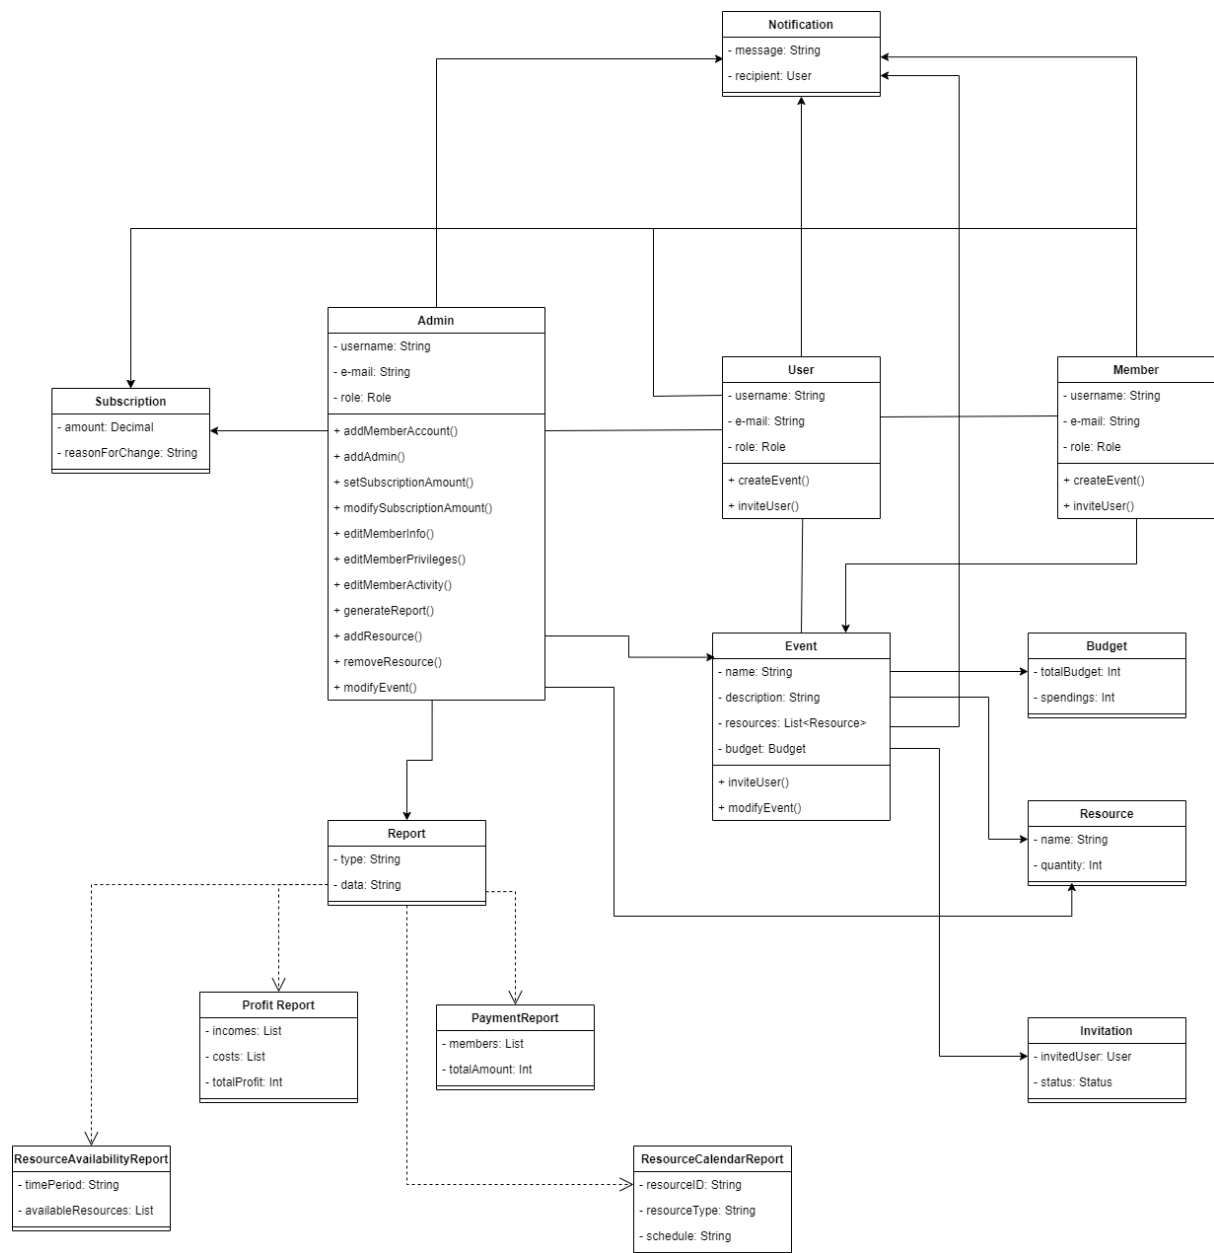 Notification
- message: String
- recipient: User
Admin
- username: String
- e-mail: String
- role: Role
+ addMemberAccount()
+ addAdmin()
+ setSubscriptionAmount()
+ modifySubscriptionAmount()
+ editMemberInfo()
+ editMemberPrivileges()
+ editMemberActivity()
+ generateReport()
+ addResource()
+ removeResource()
+ modifyEvent()
User
- username: String
- e-mail: String
- role: Role
+ createEvent()
+ inviteUser()
Member
- username: String
- e-mail: String
- role: Role
+ createEvent()
+ inviteUser()
Subscription
- amount: Decimal
- reasonForChange: String
Event
- name: String
- description: String
- resources: List<Resource>
- budget: Budget
+ inviteUser()
+ modifyEvent()
Budget
- totalBudget: Int
- spendings: Int
Resource
- name: String
- quantity: Int
Report
- type: String
- data: String
Profit Report
- incomes: List
- costs: List
- totalProfit: Int
PaymentReport
- members: List
- totalAmount: Int
Invitation
- invitedUser: User
- status: Status
ResourceAvailabilityReport
- timePeriod: String
- availableResources: List
ResourceCalendarReport
- resourceID: String
- resourceType: String
- schedule: String